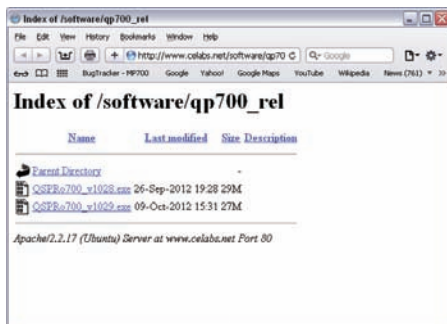 Index of /software/qp700_rel
File Edit View History Bookmarks Window Help
http://www.celabs.net/software/qp70 Google
BugTracker - MP700 Google Yahoo! Google Maps YouTube Wikipedia News (761)
Index of /software/qp700_rel
Name Last modified Size Description
Parent Directory -
QSPRo700_v1028.exe 26-Sep-2012 19:28 29M
QSPRo700_v1029.exe 09-Oct-2012 15:31 27M
Apache/2.2.17 (Ubuntu) Server at www.celabs.net Port 80